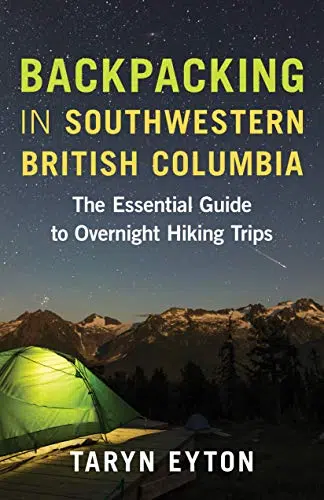 BACKPACKING
IN SOUTHWESTERN
BRITISH COLUMBIA
The Essential Guide
to Overnight Hiking Trips
TARYN EYTON